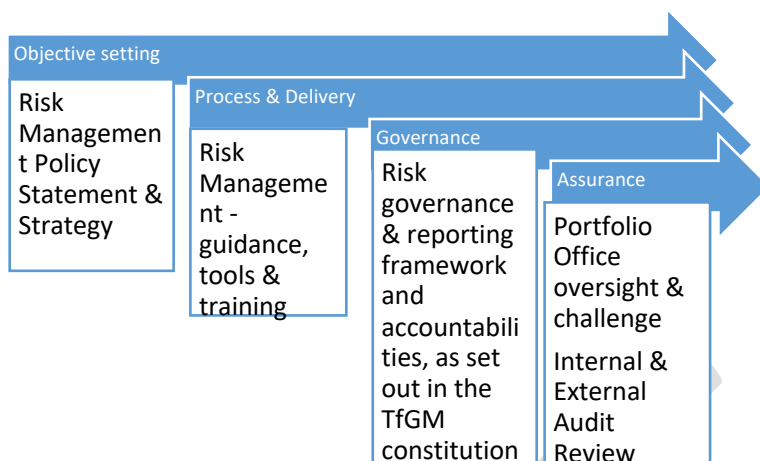 Objective setting
Risk
Managemen
t Policy
Statement &
Strategy
Process & Delivery
Risk
Manageme
nt -
guidance,
tools &
training
Governance
Risk
governance
& reporting
framework
and
accountabili
ties, as set
out in the
TfGM
constitution
Assurance
Portfolio
Office
oversight &
challenge
Internal &
External
Audit
Review